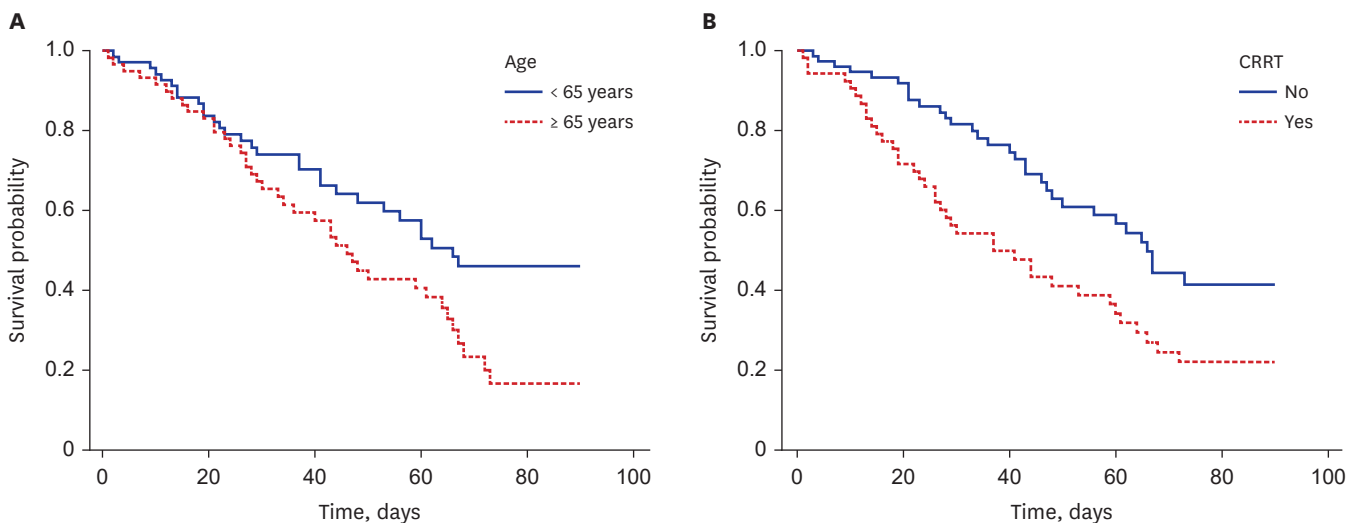 A
Survival probability
1.0
0.8
0.6
0.4
0.2
0
0 20 40 60 80 100
Time, days
Age
< 65 years
≥ 65 years
B
Survival probability
1.0
0.8
0.6
0.4
0.2
0
0 20 40 60 80 100
Time, days
CRRT
No
Yes